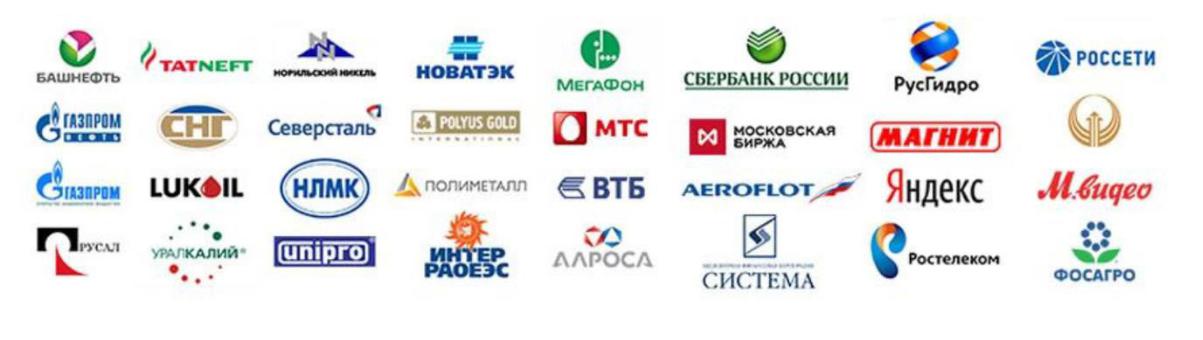 БАШНЕФТЬ
TATNEFT
НОРИЛЬСКИЙ НИКЕЛЬ
НОВАТЭК
МЕГАФОН
СБЕРБАНК РОССИИ
РусГидро
РОССЕТИ
ГАЗПРОМ
НЕФТЬ
СНГ
Северсталь
POLYUS GOLD
INTERNATIONAL
МТС
МОСКОВСКАЯ
БИРЖА
МАГНИТ
ГАЗПРОМ
LUKOIL
НЛМК
ПОЛИМЕТАЛЛ
ВТБ
AEROFLOT
Яндекс
М.видео
РУСАЛ
УРАЛКАЛИЙ®
unipro
ИНТЕР
РАОЕЭС
АЛРОСА
СИСТЕМА
Ростелеком
ФОСАГРО